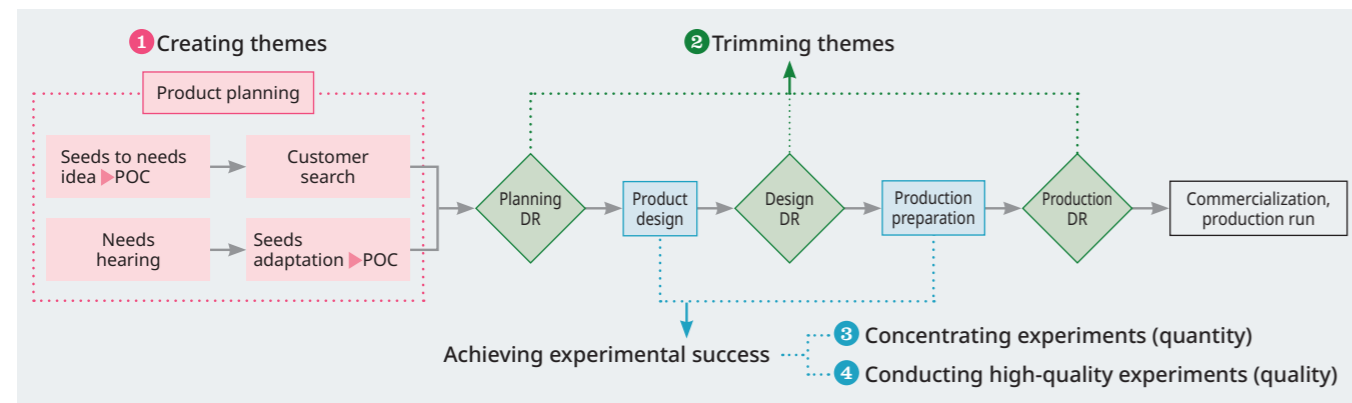 1 Creating themes
2 Trimming themes
Product planning
Seeds to needs
idea ▶POC
Customer
search
Needs
hearing
Seeds
adaptation ▶POC
Planning
DR
Product
design
Design
DR
Production
preparation
Production
DR
Commercialization,
production run
Achieving experimental success
3 Concentrating experiments (quantity)
4 Conducting high-quality experiments (quality)